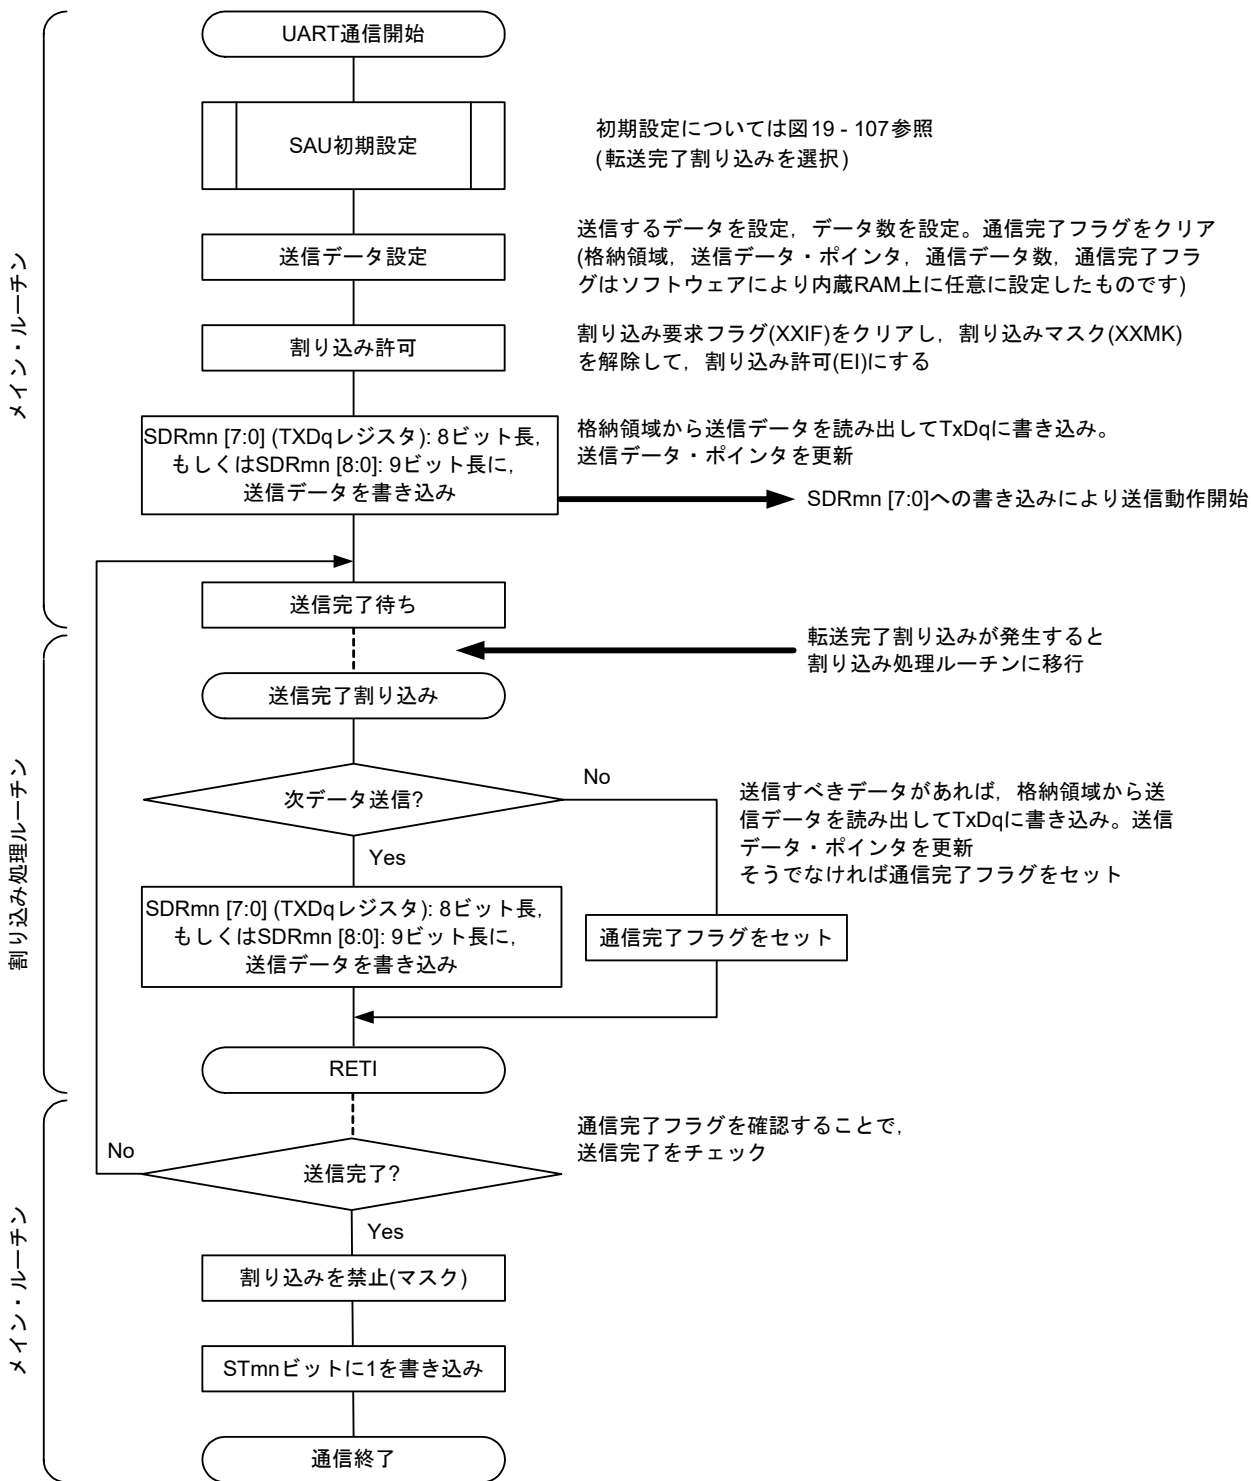 UART通信開始
SAU初期設定
初期設定については図19 - 107参照
(転送完了割り込みを選択)
送信データ設定
送信するデータを設定，データ数を設定。通信完了フラグをクリア
(格納領域，送信データ・ポインタ，通信データ数，通信完了フラ
グはソフトウェアにより内蔵RAM上に任意に設定したものです)
割り込み許可
割り込み要求フラグ(XXIF)をクリアし，割り込みマスク(XXMK)
を解除して，割り込み許可(EI)にする
メイン・ルーチン
SDRmn [7:0] (TXDqレジスタ): 8ビット長，
もしくはSDRmn [8:0]: 9ビット長に，
送信データを書き込み
格納領域から送信データを読み出してTxDqに書き込み。
送信データ・ポインタを更新
SDRmn [7:0]への書き込みにより送信動作開始
送信完了待ち
転送完了割り込みが発生すると
割り込み処理ルーチンに移行
送信完了割り込み
次データ送信?
No
Yes
送信すべきデータがあれば，格納領域から送
信データを読み出してTxDqに書き込み。送信
データ・ポインタを更新
そうでなければ通信完了フラグをセット
割り込み処理ルーチン
SDRmn [7:0] (TXDqレジスタ): 8ビット長，
もしくはSDRmn [8:0]: 9ビット長に，
送信データを書き込み
通信完了フラグをセット
RETI
通信完了フラグを確認することで，
送信完了をチェック
No
送信完了?
Yes
メイン・ルーチン
割り込みを禁止(マスク)
STmnビットに1を書き込み
通信終了